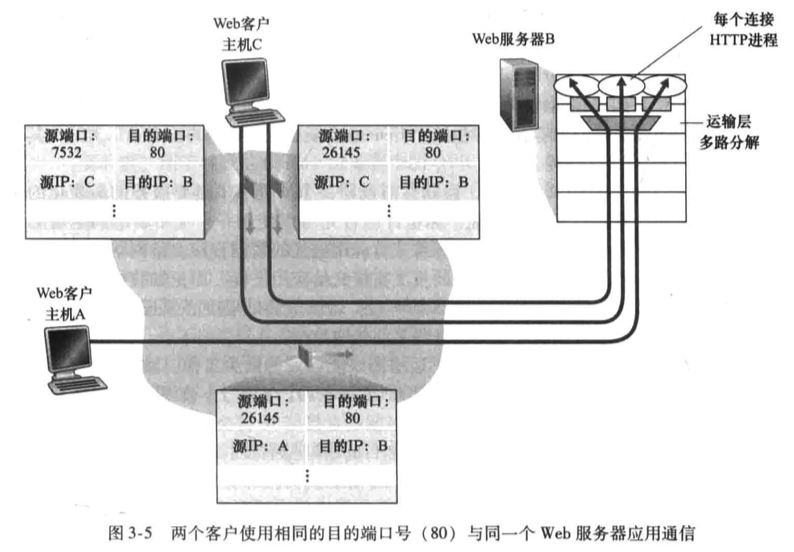 Web客户
主机C
Web服务器B
每个连接
HTTP进程
运输层
多路分解
源端口:
7532
目的端口:
80
源IP: C
目的IP: B
⋮
源端口:
26145
目的端口:
80
源IP: C
目的IP: B
⋮
Web客户
主机A
源端口:
26145
目的端口:
80
源IP: A
目的IP: B
⋮
图 3-5 两个客户使用相同的目的端口号（80）与同一个 Web 服务器应用通信